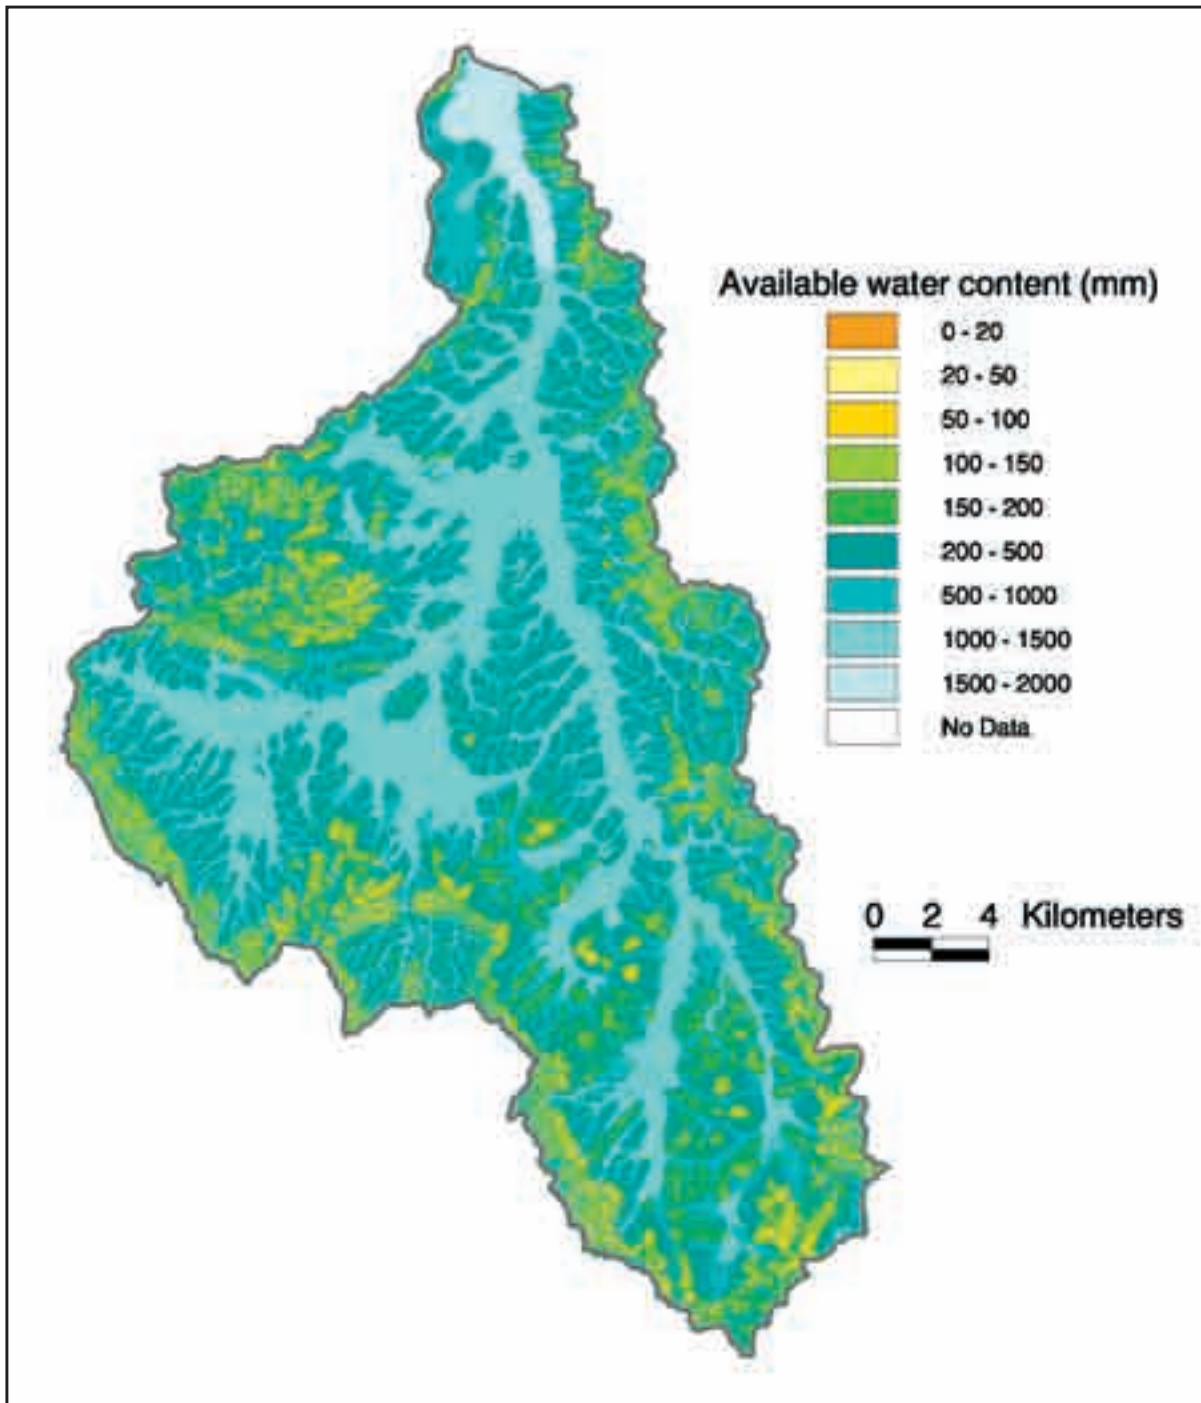 Available water content (mm)
0 - 20
20 - 50
50 - 100
100 - 150
150 - 200
200 - 500
500 - 1000
1000 - 1500
1500 - 2000
No Data
0 2 4 Kilometers